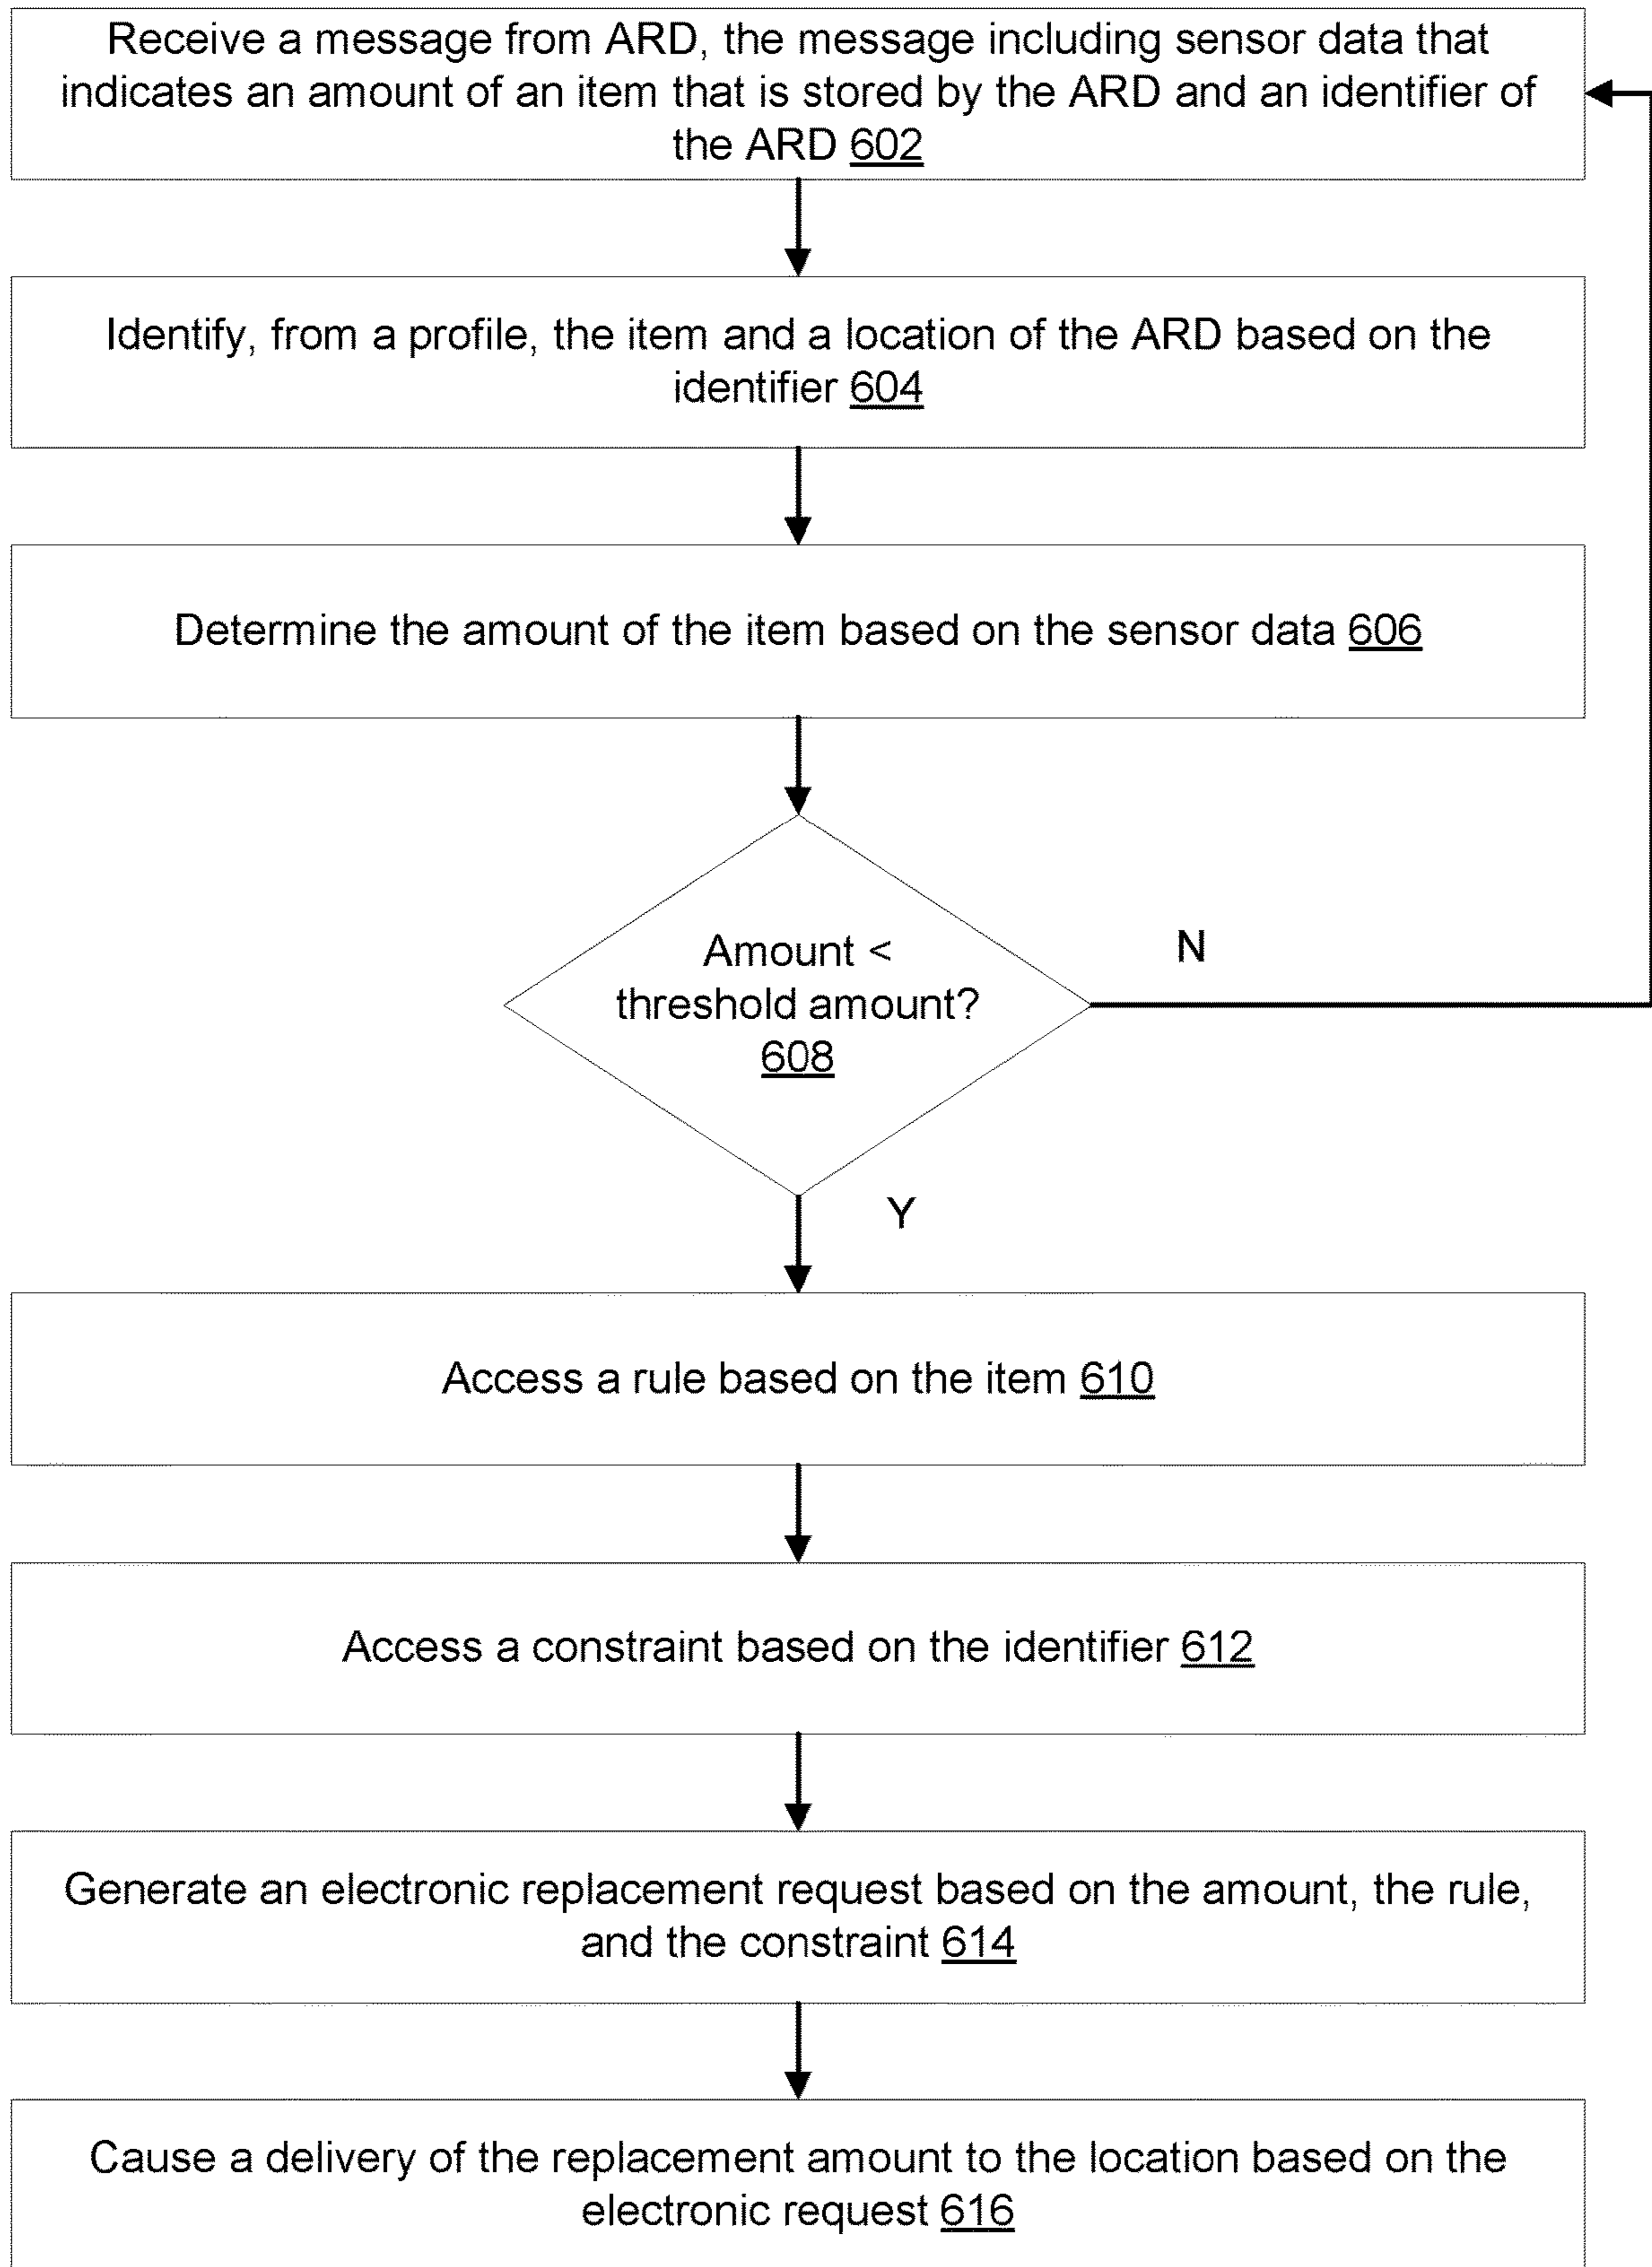 Receive a message from ARD, the message including sensor data that
indicates an amount of an item that is stored by the ARD and an identifier of
the ARD 602
Identify, from a profile, the item and a location of the ARD based on the
identifier 604
Determine the amount of the item based on the sensor data 606
Amount <
threshold amount?
608
N
Y
Access a rule based on the item 610
Access a constraint based on the identifier 612
Generate an electronic replacement request based on the amount, the rule,
and the constraint 614
Cause a delivery of the replacement amount to the location based on the
electronic request 616